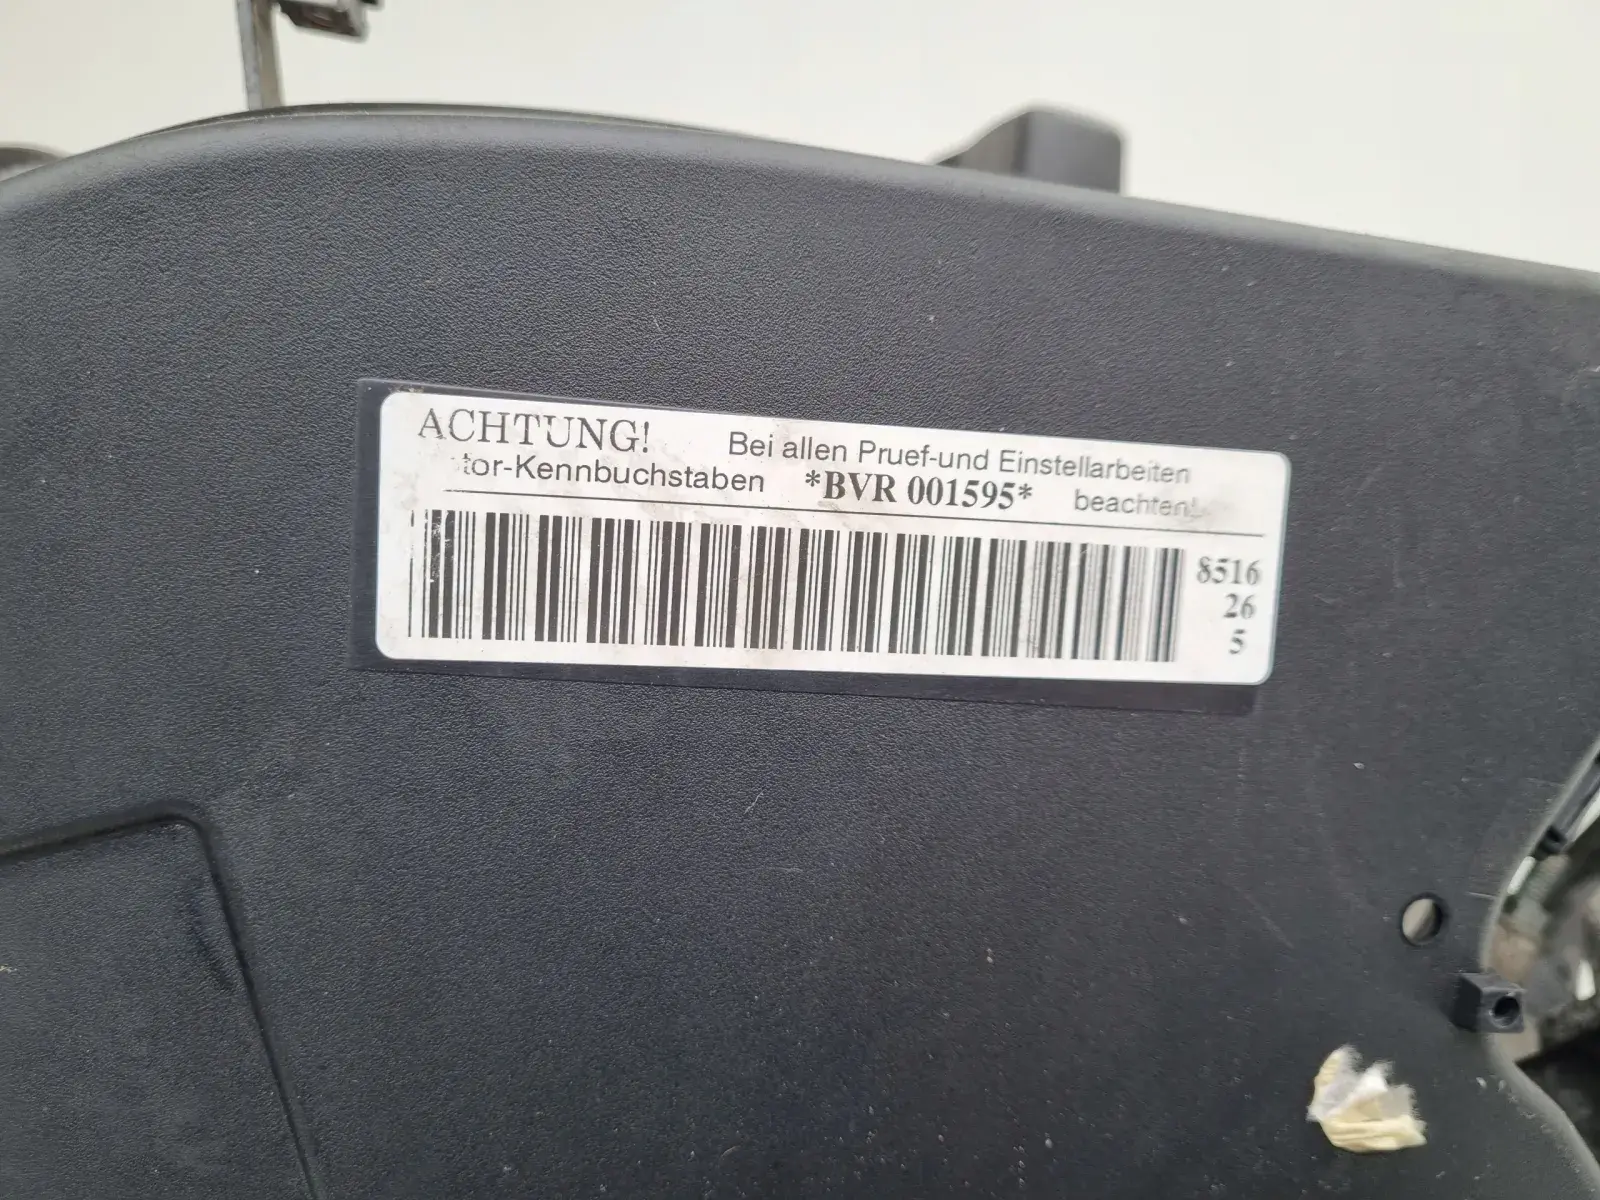 ACHTUNG! Bei allen Pruef-und Einstellarbeiten
tor-Kennbuchstaben *BVR 001595* beachten!
8516
26
5